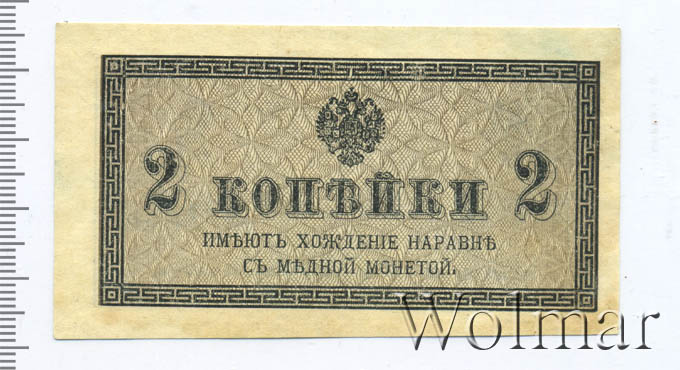 2 КОПѢЙКИ 2
ИМѢЮТЪ ХОЖДЕНІЕ НАРАВНѢ
СЪ МѢДНОЙ МОНЕТОЙ.
Wolmar